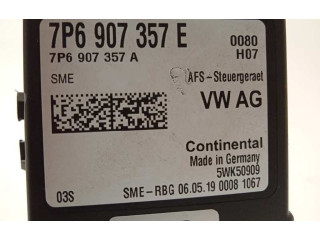 7P6 907 357 E 0080
7P6 907 357 A H07
SME AFS-Steuergeraet
VW AG
Continental
Made in Germany
5WK50909
03S SME-RBG 06.05.19 0008 1067